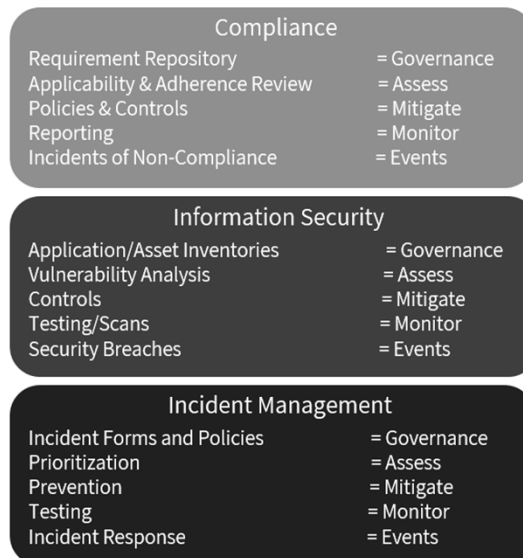 Compliance
Requirement Repository = Governance
Applicability & Adherence Review = Assess
Policies & Controls = Mitigate
Reporting = Monitor
Incidents of Non-Compliance = Events
Information Security
Application/Asset Inventories = Governance
Vulnerability Analysis = Assess
Controls = Mitigate
Testing/Scans = Monitor
Security Breaches = Events
Incident Management
Incident Forms and Policies = Governance
Prioritization = Assess
Prevention = Mitigate
Testing = Monitor
Incident Response = Events